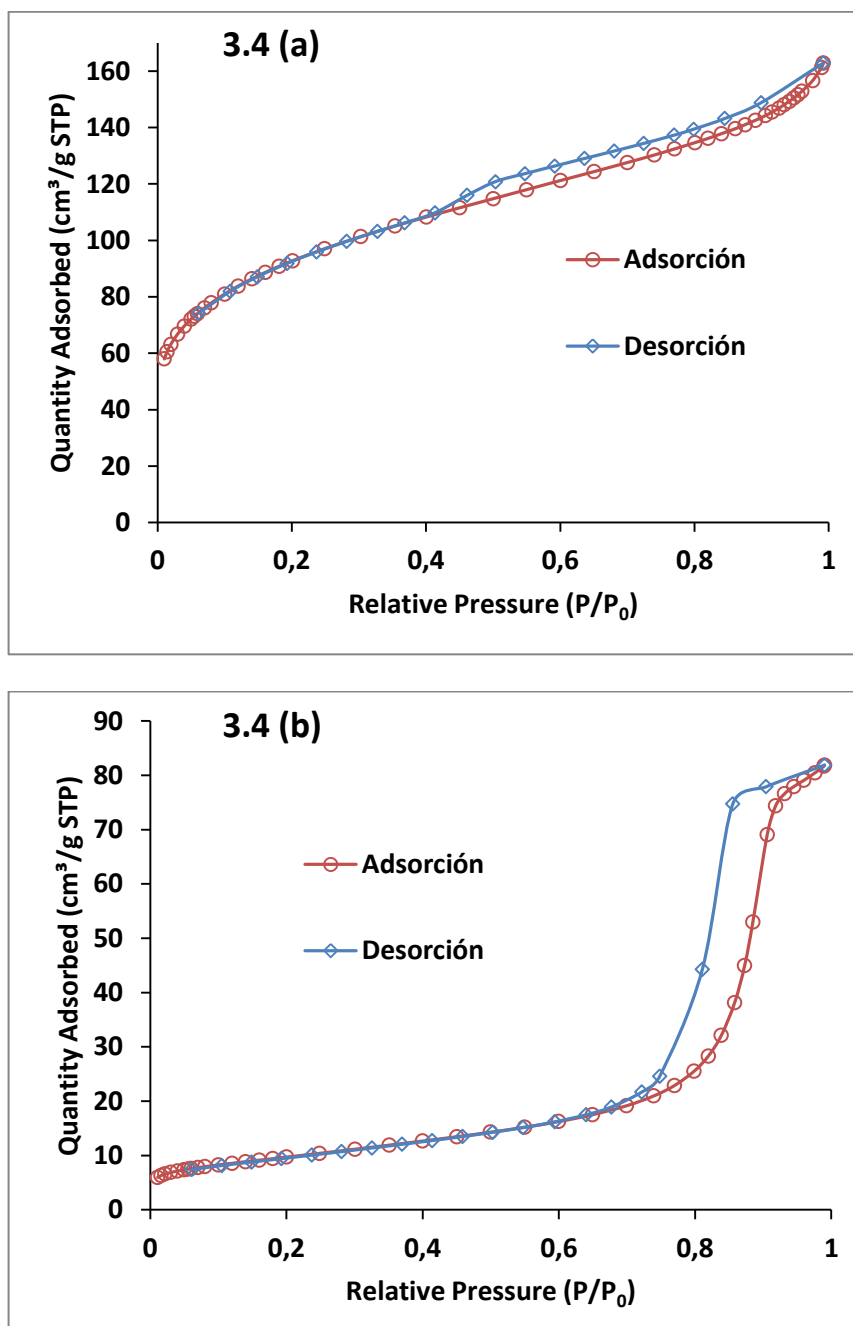 3.4 (a)
Quantity Adsorbed (cm³/g STP)
160
140
120
100
80
60
40
20
0
Adsorción
Desorción
0 0,2 0,4 0,6 0,8 1
Relative Pressure (P/P₀)
3.4 (b)
Quantity Adsorbed (cm³/g STP)
90
80
70
60
50
40
30
20
10
0
Adsorción
Desorción
0 0,2 0,4 0,6 0,8 1
Relative Pressure (P/P₀)